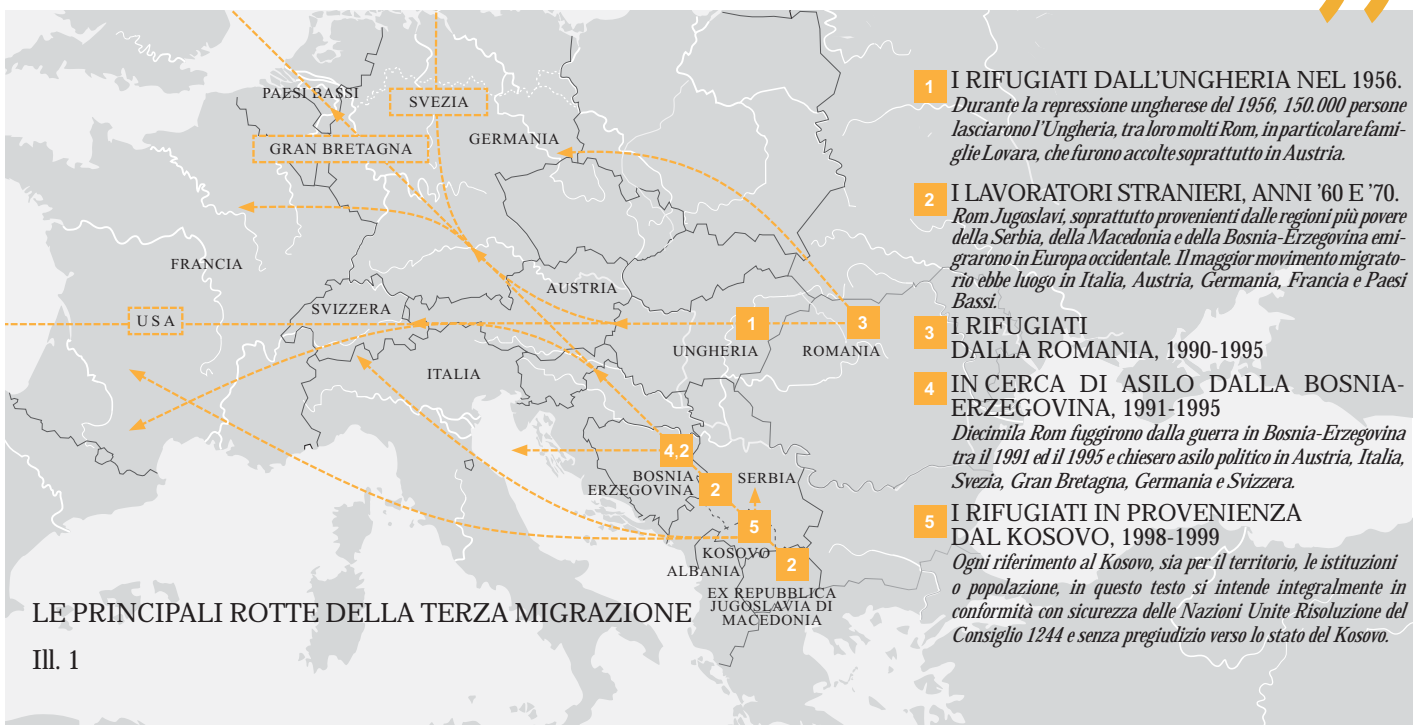 PAESI BASSI
SVEZIA
GRAN BRETAGNA
GERMANIA
FRANCIA
AUSTRIA
USA
SVIZZERA
1
3
UNGHERIA
ROMANIA
ITALIA
4,2
BOSNIA
ERZEGOVINA
2
SERBIA
5
KOSOVO
ALBANIA
2
EX REPUBBLICA
JUGOSLAVIA DI
MACEDONIA
LE PRINCIPALI ROTTE DELLA TERZA MIGRAZIONE
Ill. 1
”
1 I RIFUGIATI DALL'UNGHERIA NEL 1956.
Durante la repressione ungherese del 1956, 150.000 persone
lasciarono l'Ungheria, tra loro molti Rom, in particolare fami-
glie Lovara, che furono accolte soprattutto in Austria.
2 I LAVORATORI STRANIERI, ANNI '60 E '70.
Rom Jugoslavi, soprattutto provenienti dalle regioni più povere
della Serbia, della Macedonia e della Bosnia-Erzegovina emi-
grarono in Europa occidentale. Il maggior movimento migrato-
rio ebbe luogo in Italia, Austria, Germania, Francia e Paesi
Bassi.
3 I RIFUGIATI
DALLA ROMANIA, 1990-1995
4 IN CERCA DI ASILO DALLA BOSNIA-
ERZEGOVINA, 1991-1995
Diecimila Rom fuggirono dalla guerra in Bosnia-Erzegovina
tra il 1991 ed il 1995 e chiesero asilo politico in Austria, Italia,
Svezia, Gran Bretagna, Germania e Svizzera.
5 I RIFUGIATI IN PROVENIENZA
DAL KOSOVO, 1998-1999
Ogni riferimento al Kosovo, sia per il territorio, le istituzioni
o popolazione, in questo testo si intende integralmente in
conformità con sicurezza delle Nazioni Unite Risoluzione del
Consiglio 1244 e senza pregiudizio verso lo stato del Kosovo.